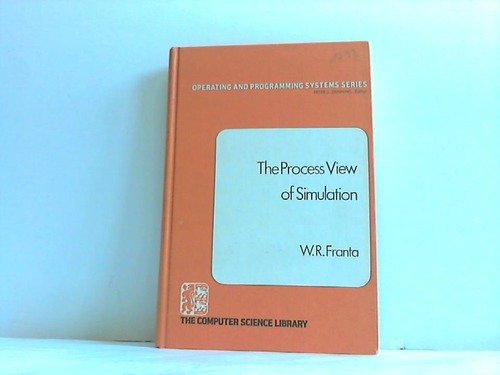 OPERATING AND PROGRAMMING SYSTEMS SERIES
The Process View
of Simulation
W.R. Franta
THE COMPUTER SCIENCE LIBRARY